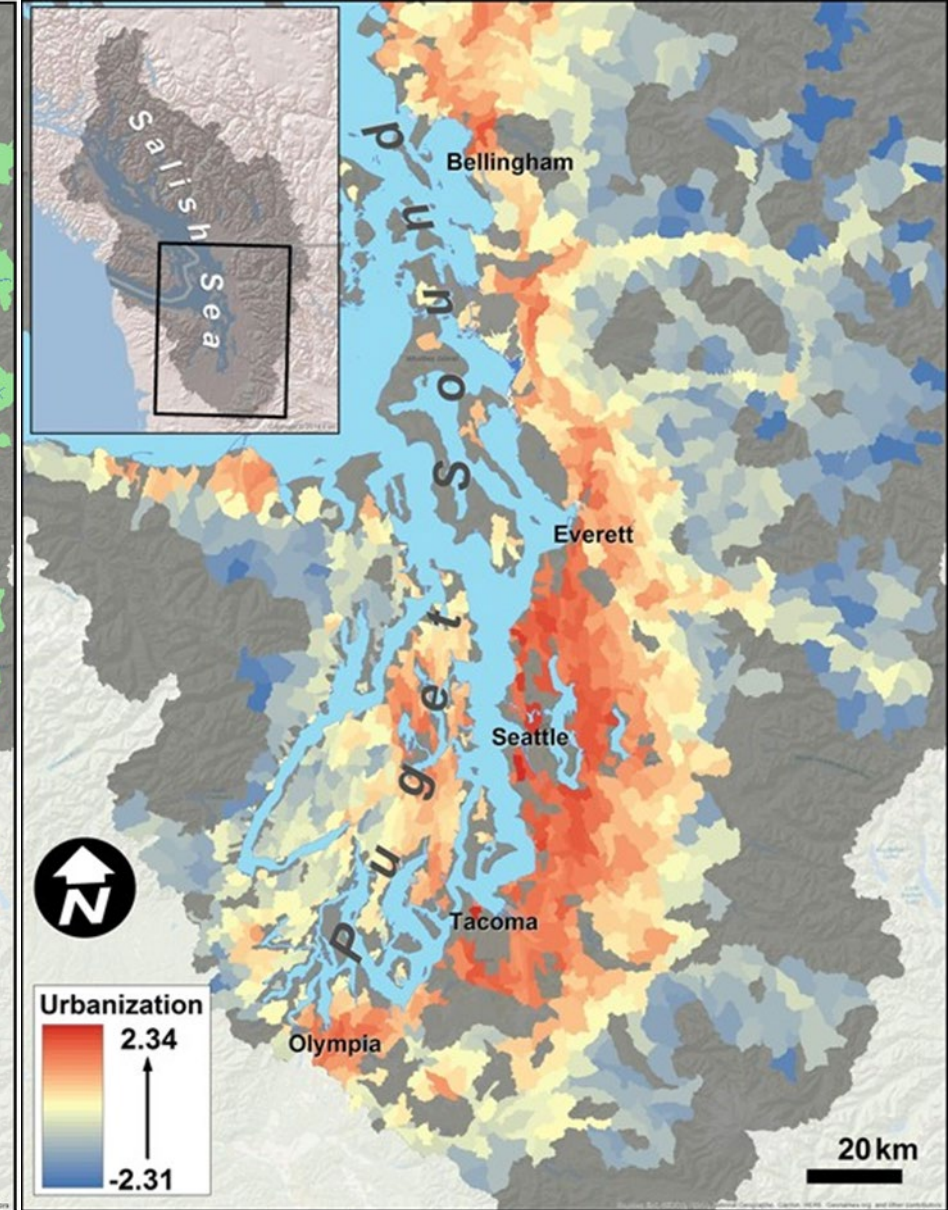 Salish
Sea
Puget Sound
Bellingham
Everett
Seattle
Tacoma
Olympia
N
Urbanization
2.34
-2.31
20 km